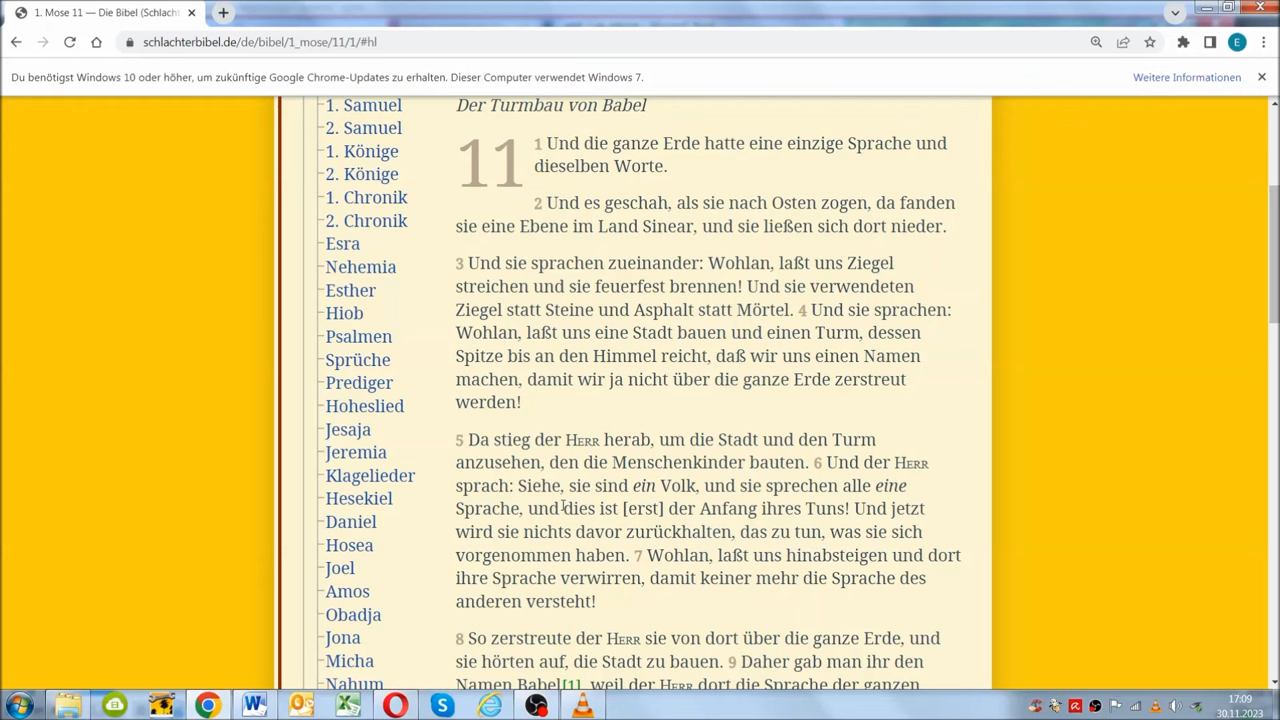 1. Mose 11 — Die Bibel (Schlach
schlachterbibel.de/de/bibel/1_mose/11/1/#hl
E
Du benötigst Windows 10 oder höher, um zukünftige Google Chrome-Updates zu erhalten. Dieser Computer verwendet Windows 7.
Weitere Informationen
1. Samuel
2. Samuel
1. Könige
2. Könige
1. Chronik
2. Chronik
Esra
Nehemia
Esther
Hiob
Psalmen
Sprüche
Prediger
Hoheslied
Jesaja
Jeremia
Klagelieder
Hesekiel
Daniel
Hosea
Joel
Amos
Obadja
Jona
Micha
Nahum
Der Turmbau von Babel
11
1 Und die ganze Erde hatte eine einzige Sprache und
dieselben Worte.
2 Und es geschah, als sie nach Osten zogen, da fanden
sie eine Ebene im Land Sinear, und sie ließen sich dort nieder.
3 Und sie sprachen zueinander: Wohlan, laßt uns Ziegel
streichen und sie feuerfest brennen! Und sie verwendeten
Ziegel statt Steine und Asphalt statt Mörtel. 4 Und sie sprachen:
Wohlan, laßt uns eine Stadt bauen und einen Turm, dessen
Spitze bis an den Himmel reicht, daß wir uns einen Namen
machen, damit wir ja nicht über die ganze Erde zerstreut
werden!
5 Da stieg der HERR herab, um die Stadt und den Turm
anzusehen, den die Menschenkinder bauten. 6 Und der HERR
sprach: Siehe, sie sind ein Volk, und sie sprechen alle eine
Sprache, und dies ist [erst] der Anfang ihres Tuns! Und jetzt
wird sie nichts davor zurückhalten, das zu tun, was sie sich
vorgenommen haben. 7 Wohlan, laßt uns hinabsteigen und dort
ihre Sprache verwirren, damit keiner mehr die Sprache des
anderen versteht!
8 So zerstreute der HERR sie von dort über die ganze Erde, und
sie hörten auf, die Stadt zu bauen. 9 Daher gab man ihr den
Namen Babel[1], weil der HERR dort die Sprache der ganzen
17:09
30.11.2023